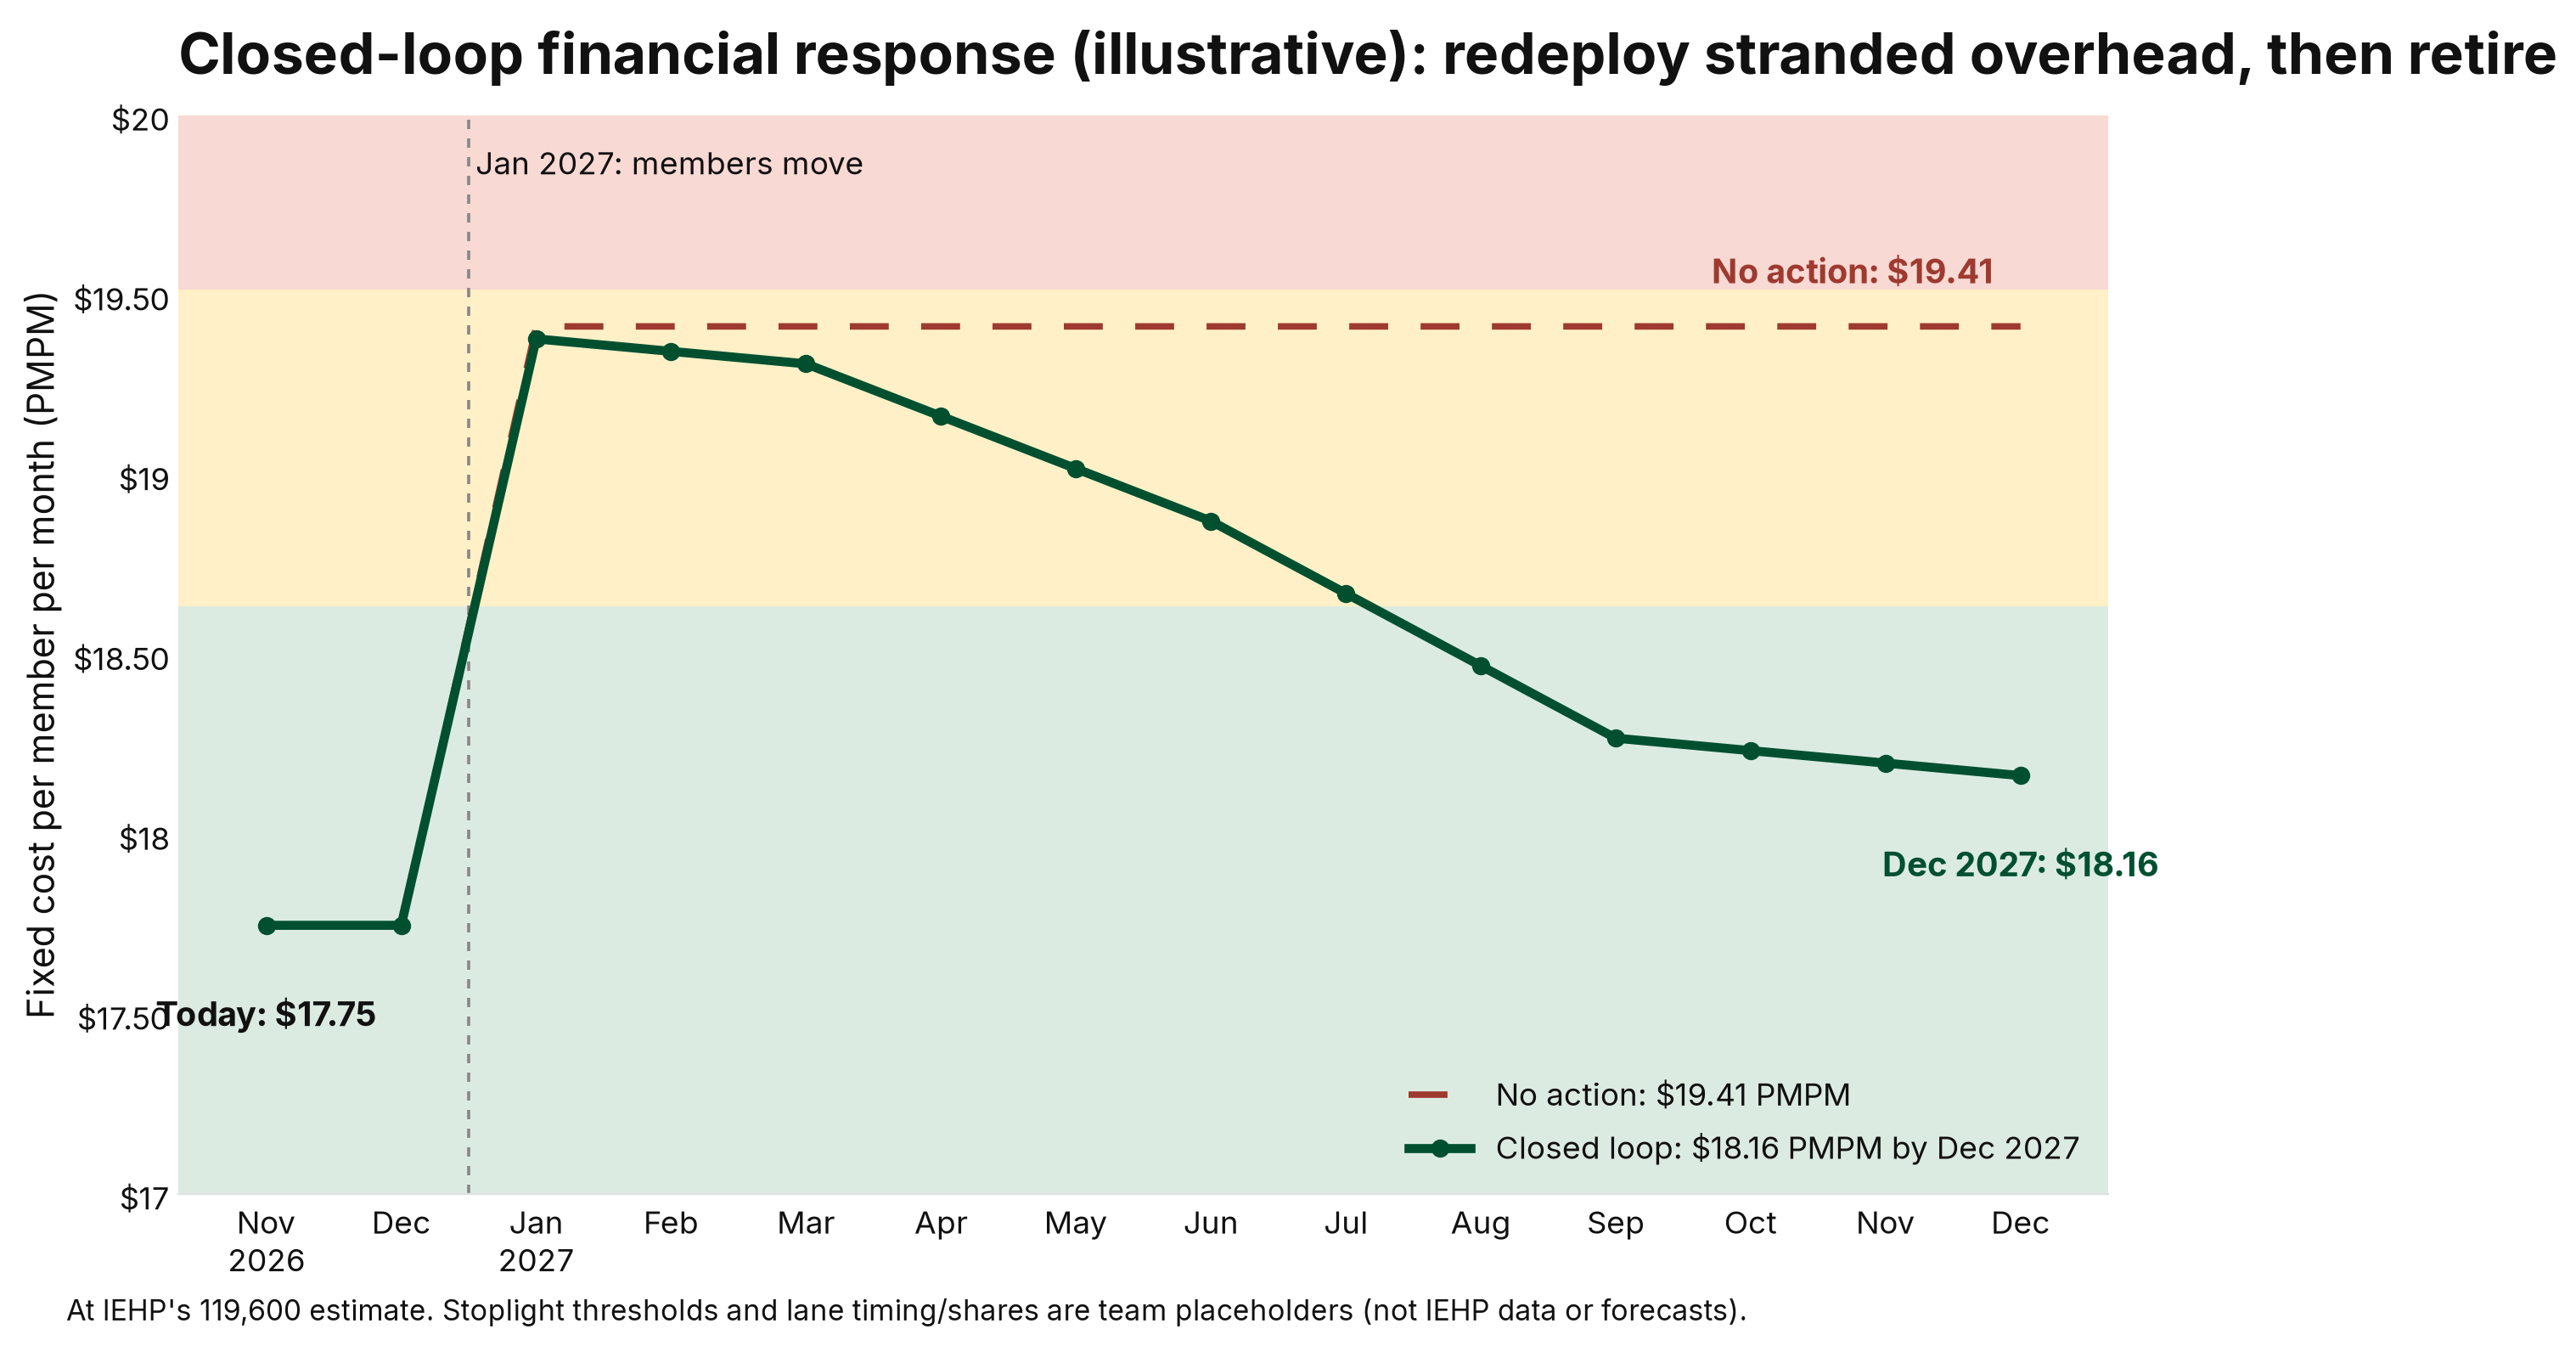 Closed-loop financial response (illustrative): redeploy stranded overhead, then retire
Fixed cost per member per month (PMPM)
$20
$19.50
$19
$18.50
$18
$17.50
$17
Jan 2027: members move
No action: $19.41
Dec 2027: $18.16
Today: $17.75
No action: $19.41 PMPM
Closed loop: $18.16 PMPM by Dec 2027
Nov Dec Jan Feb Mar Apr May Jun Jul Aug Sep Oct Nov Dec
2026 2027
At IEHP's 119,600 estimate. Stoplight thresholds and lane timing/shares are team placeholders (not IEHP data or forecasts).